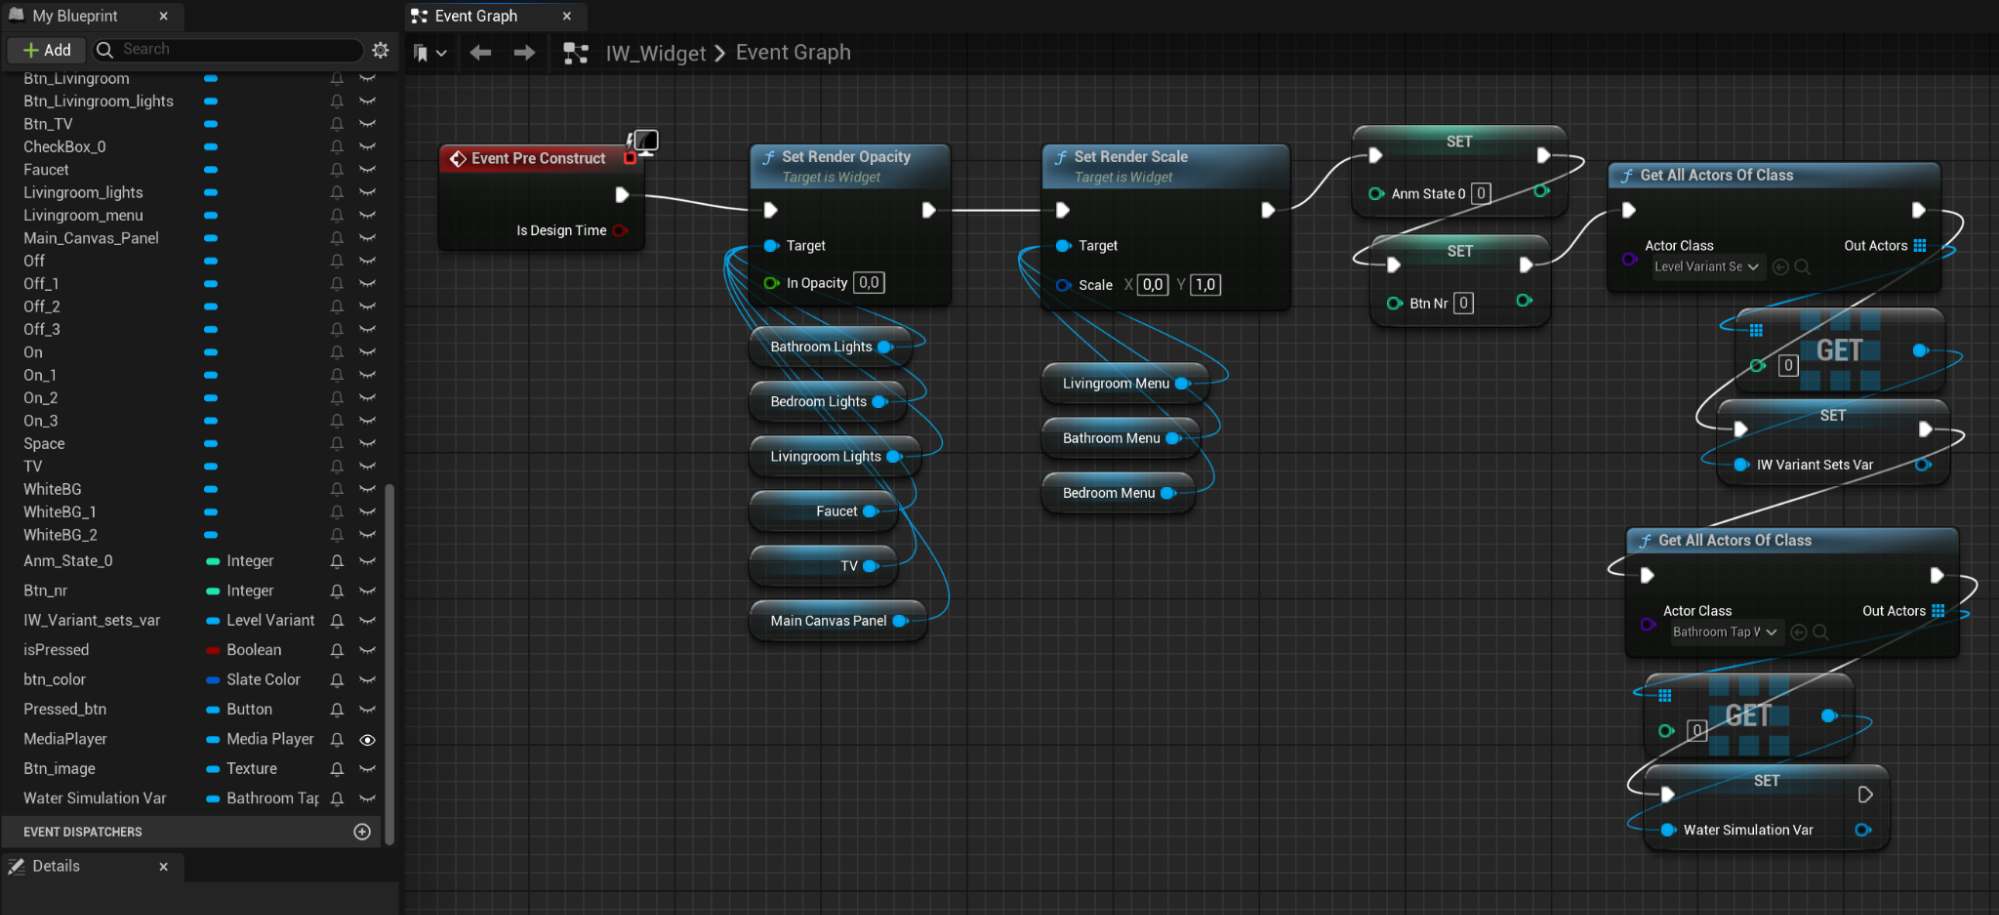 My Blueprint
Add
Search
Btn_Livingroom
Btn_Livingroom_lights
Btn_TV
CheckBox_0
Faucet
Livingroom_lights
Livingroom_menu
Main_Canvas_Panel
Off
Off_1
Off_2
Off_3
On
On_1
On_2
On_3
Space
TV
WhiteBG
WhiteBG_1
WhiteBG_2
Anm_State_0 Integer
Btn_nr Integer
IW_Variant_sets_var Level Variant
isPressed Boolean
btn_color Slate Color
Pressed_btn Button
MediaPlayer Media Player
Btn_image Texture
Water Simulation Var Bathroom Tap
EVENT DISPATCHERS
Details
Event Graph
IW_Widget > Event Graph
Event Pre Construct
Is Design Time
Set Render Opacity
Target is Widget
Target
In Opacity 0,0
Bathroom Lights
Bedroom Lights
Livingroom Lights
Faucet
TV
Main Canvas Panel
Set Render Scale
Target is Widget
Target
Scale X 0,0 Y 1,0
Livingroom Menu
Bathroom Menu
Bedroom Menu
SET
Anm State 0 0
SET
Btn Nr 0
Get All Actors Of Class
Actor Class Out Actors
Level Variant Se
GET
0
SET
IW Variant Sets Var
Get All Actors Of Class
Actor Class Out Actors
Bathroom Tap W
GET
0
SET
Water Simulation Var